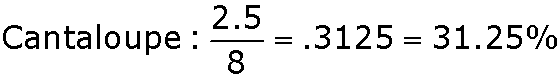 Cantaloupe : 2.5/8 = .3125 = 31.25%